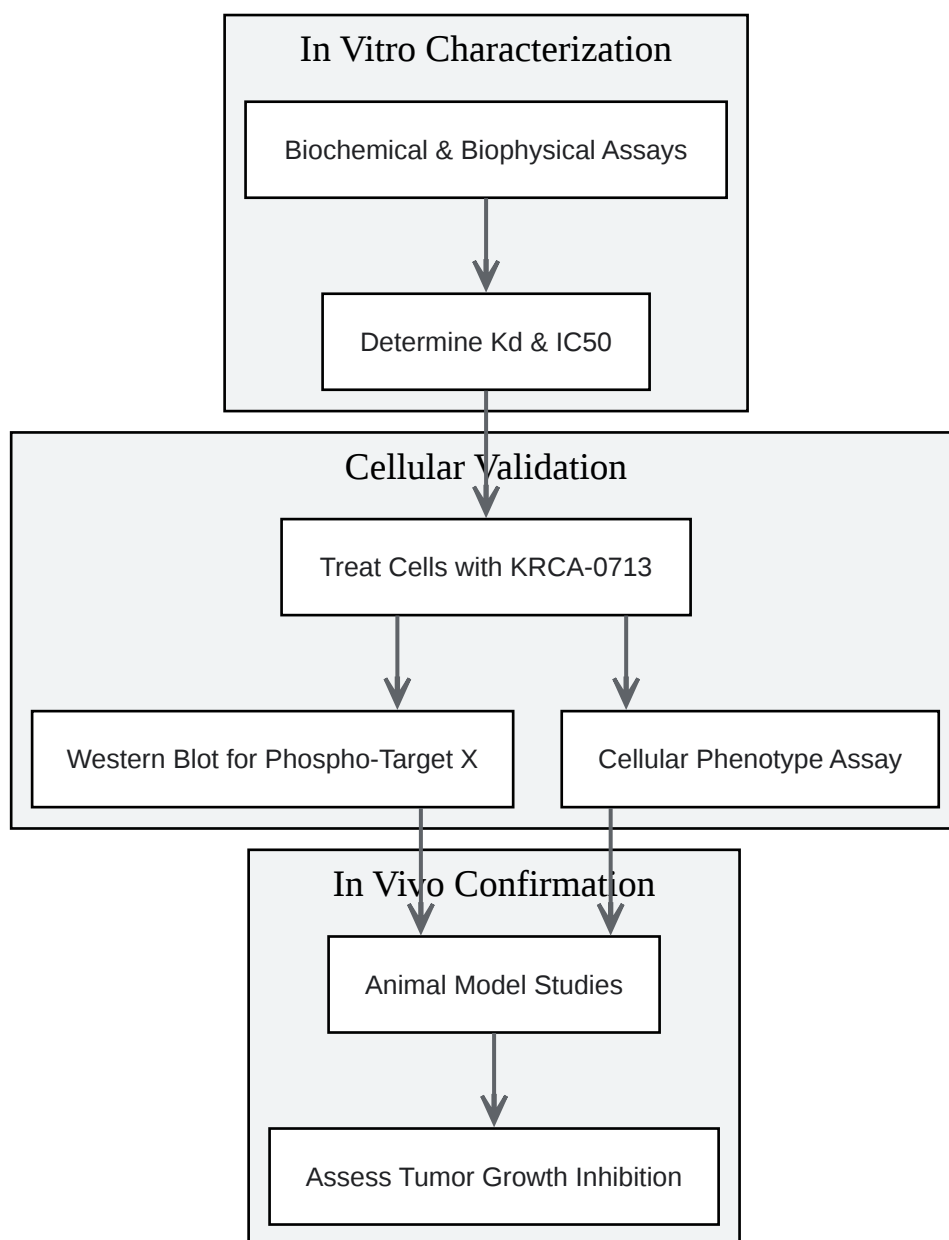 In Vitro Characterization
Biochemical & Biophysical Assays
Determine Kd & IC50
Cellular Validation
Treat Cells with KRCA-0713
Western Blot for Phospho-Target X
Cellular Phenotype Assay
In Vivo Confirmation
Animal Model Studies
Assess Tumor Growth Inhibition